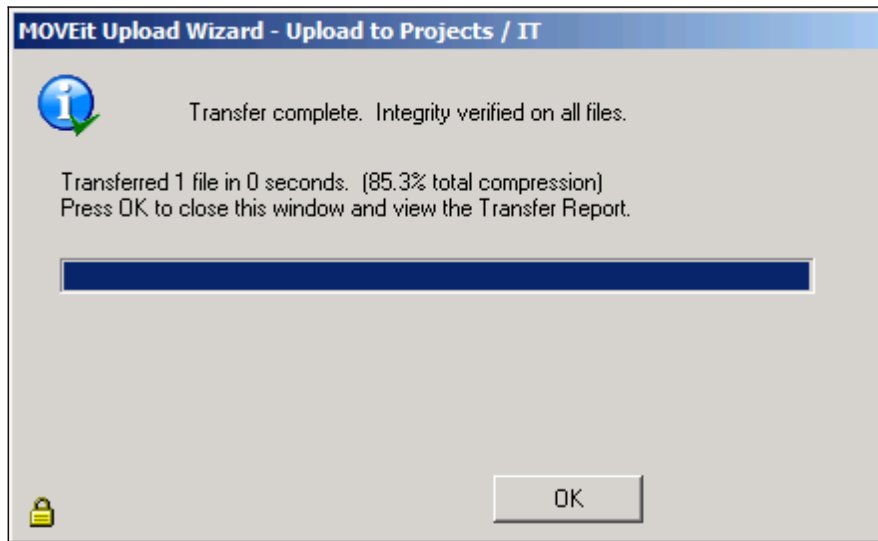 MOVEit Upload Wizard - Upload to Projects / IT
Transfer complete.  Integrity verified on all files.
Transferred 1 file in 0 seconds.  (85.3% total compression)
Press OK to close this window and view the Transfer Report.
OK